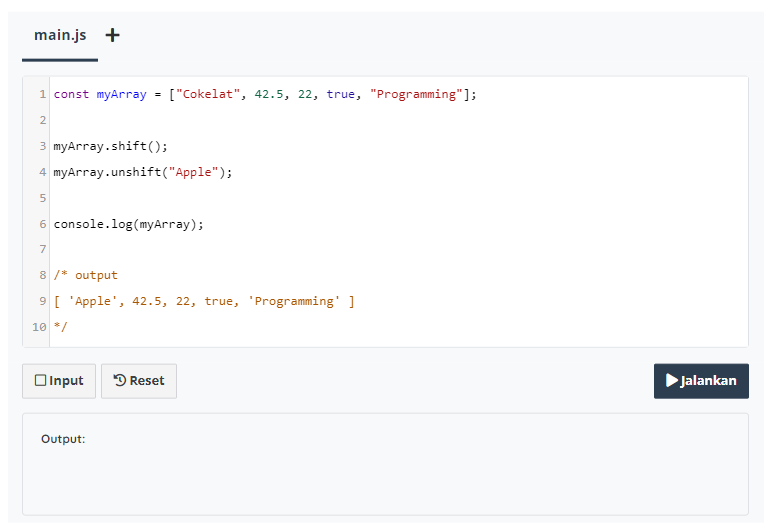 main.js +
1 const myArray = ["Cokelat", 42.5, 22, true, "Programming"];
2
3 myArray.shift();
4 myArray.unshift("Apple");
5
6 console.log(myArray);
7
8 /* output
9 [ 'Apple', 42.5, 22, true, 'Programming' ]
10 */
Input Reset Jalankan
Output: